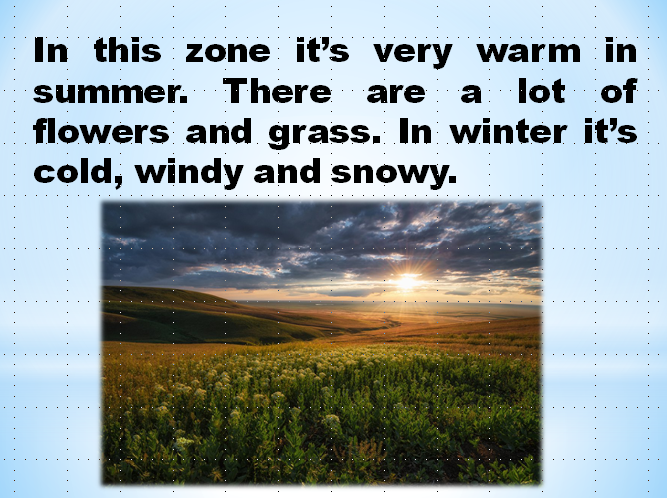 In this zone it’s very warm in
summer. There are a lot of
flowers and grass. In winter it’s
cold, windy and snowy.